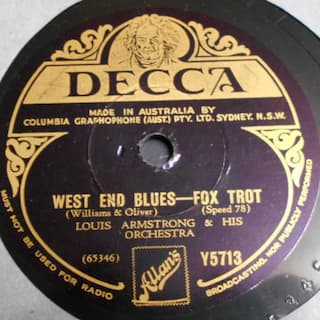 DECCA
MADE IN AUSTRALIA BY
COLUMBIA GRAPHOPHONE (AUST.) PTY. LTD. SYDNEY. N.S.W.
WEST END BLUES—FOX TROT
(Williams & Oliver) (Speed 78)
LOUIS ARMSTRONG & HIS
ORCHESTRA
(65346) Allan's Y5713
MUST NOT BE USED FOR RADIO
BROADCASTING, NOR PUBLICLY PERFORMED